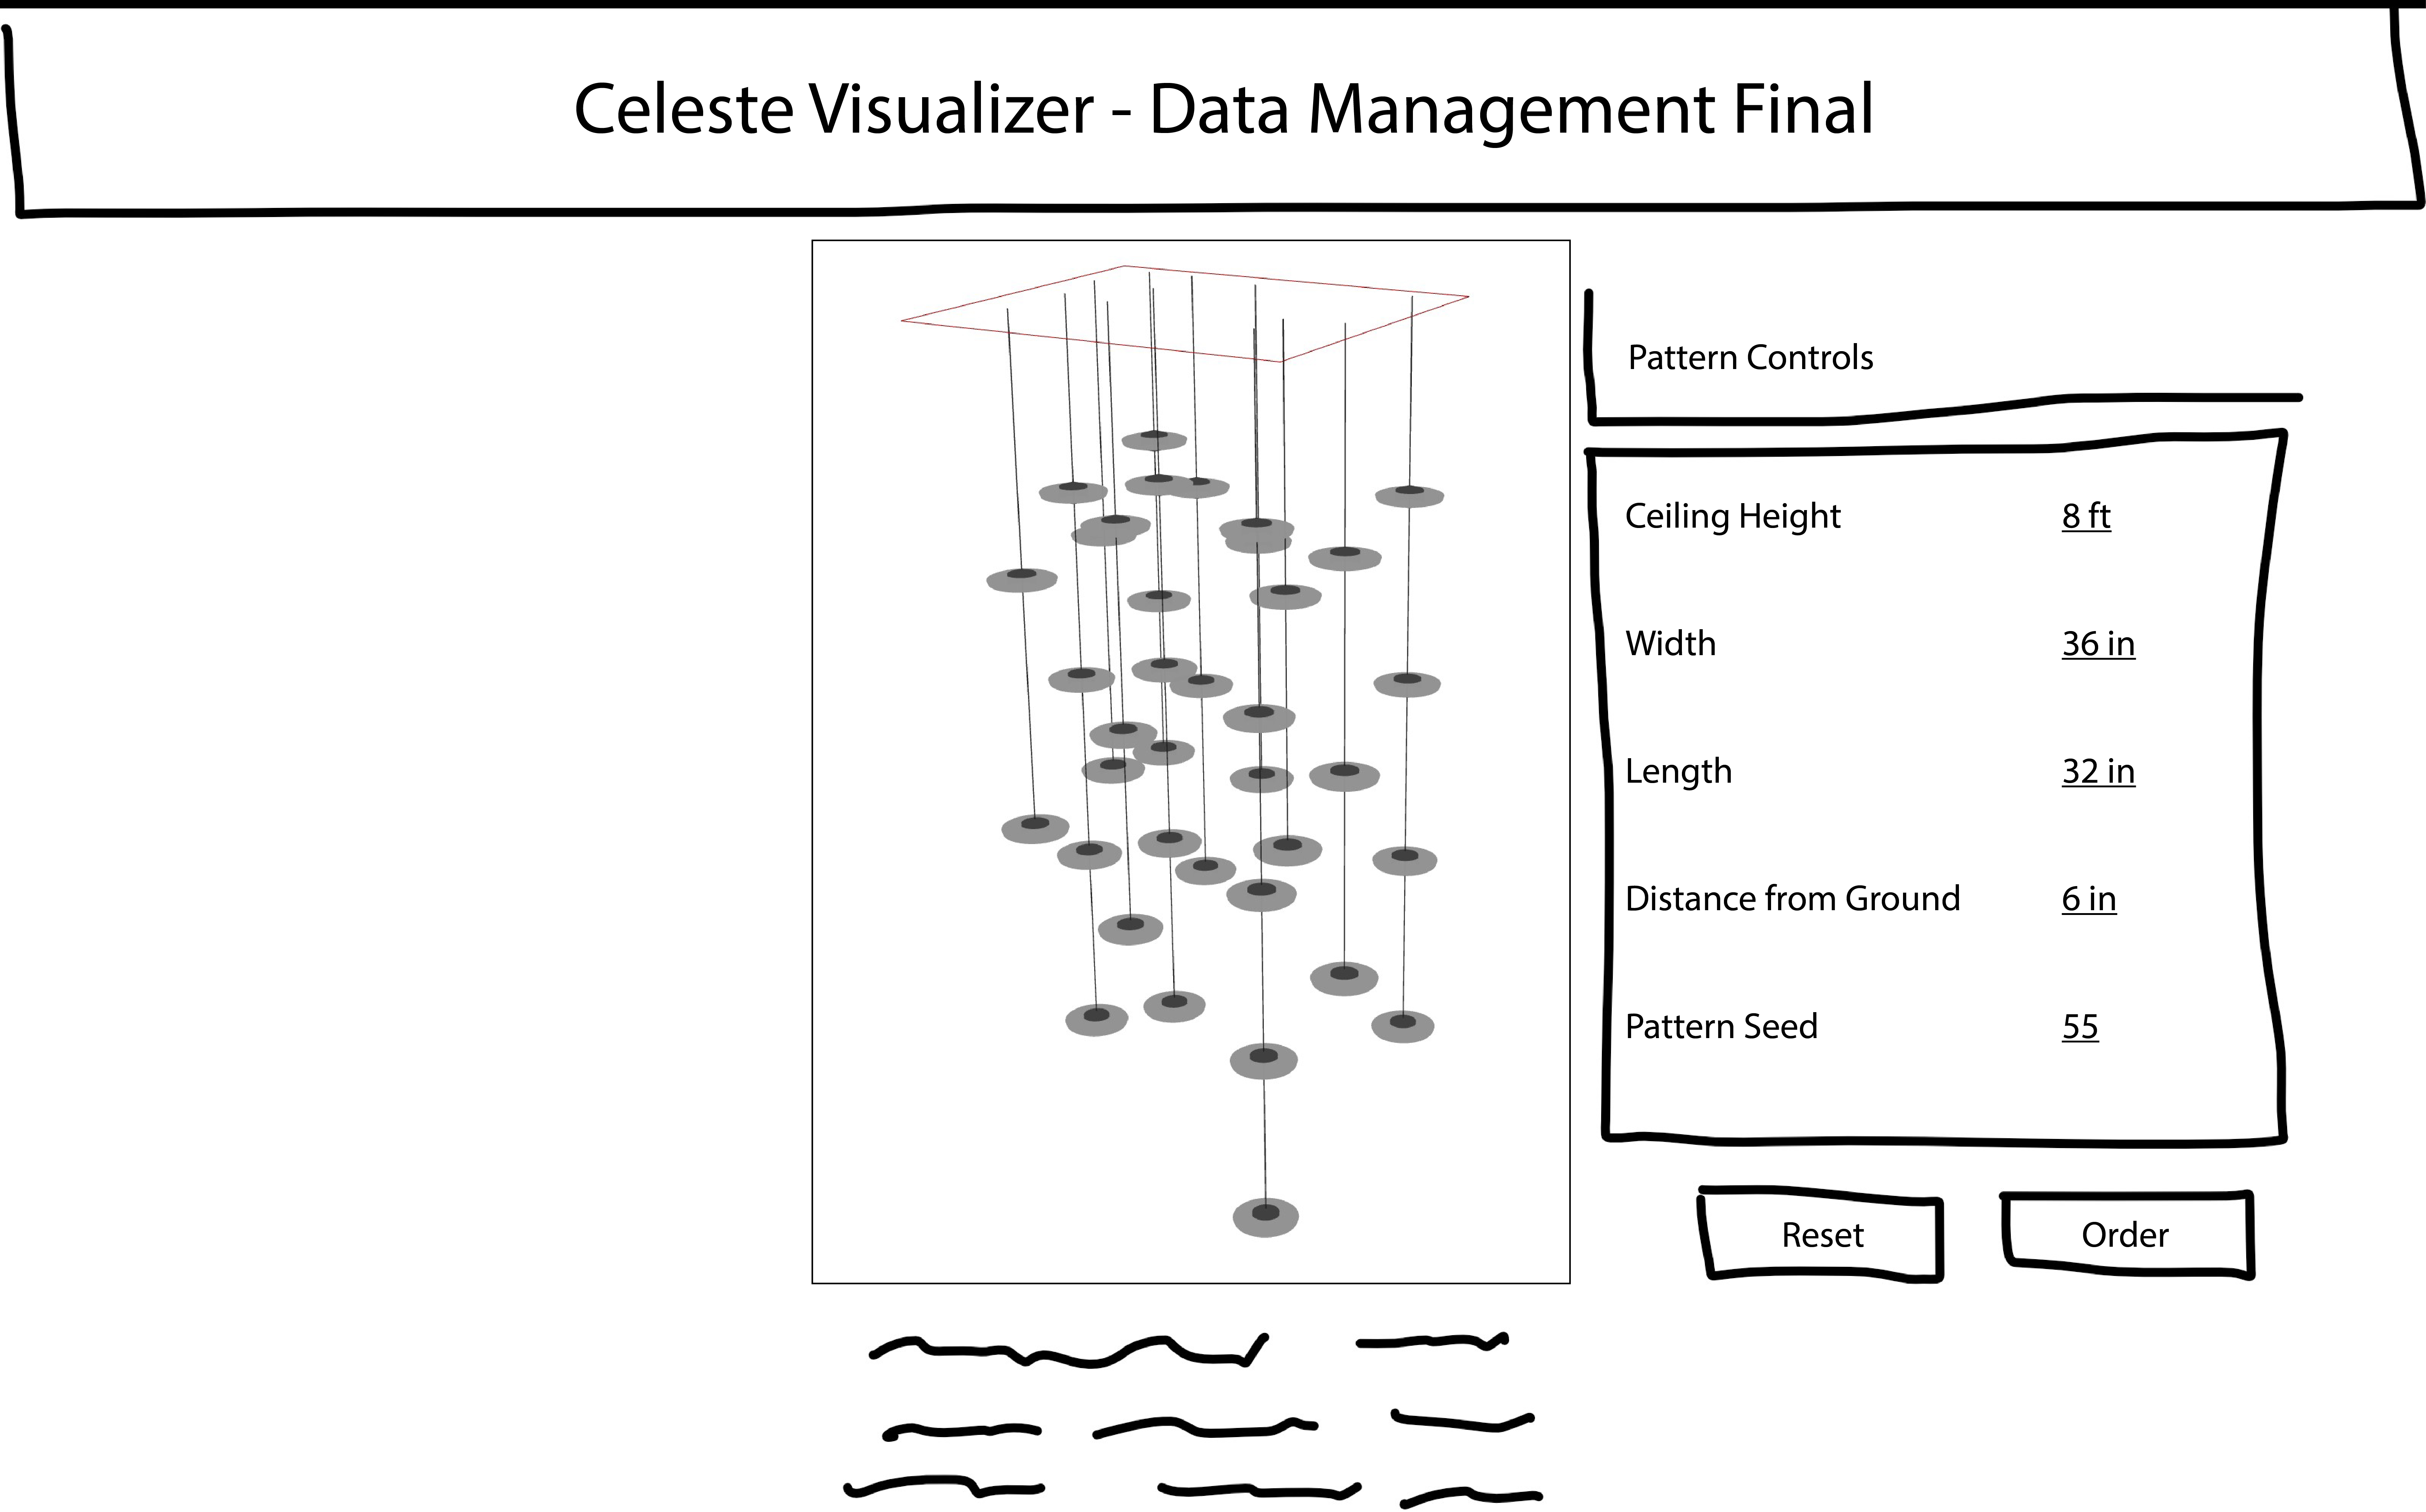 Celeste Visualizer - Data Management Final
Pattern Controls
Ceiling Height 8 ft
Width 36 in
Length 32 in
Distance from Ground 6 in
Pattern Seed 55
Reset Order